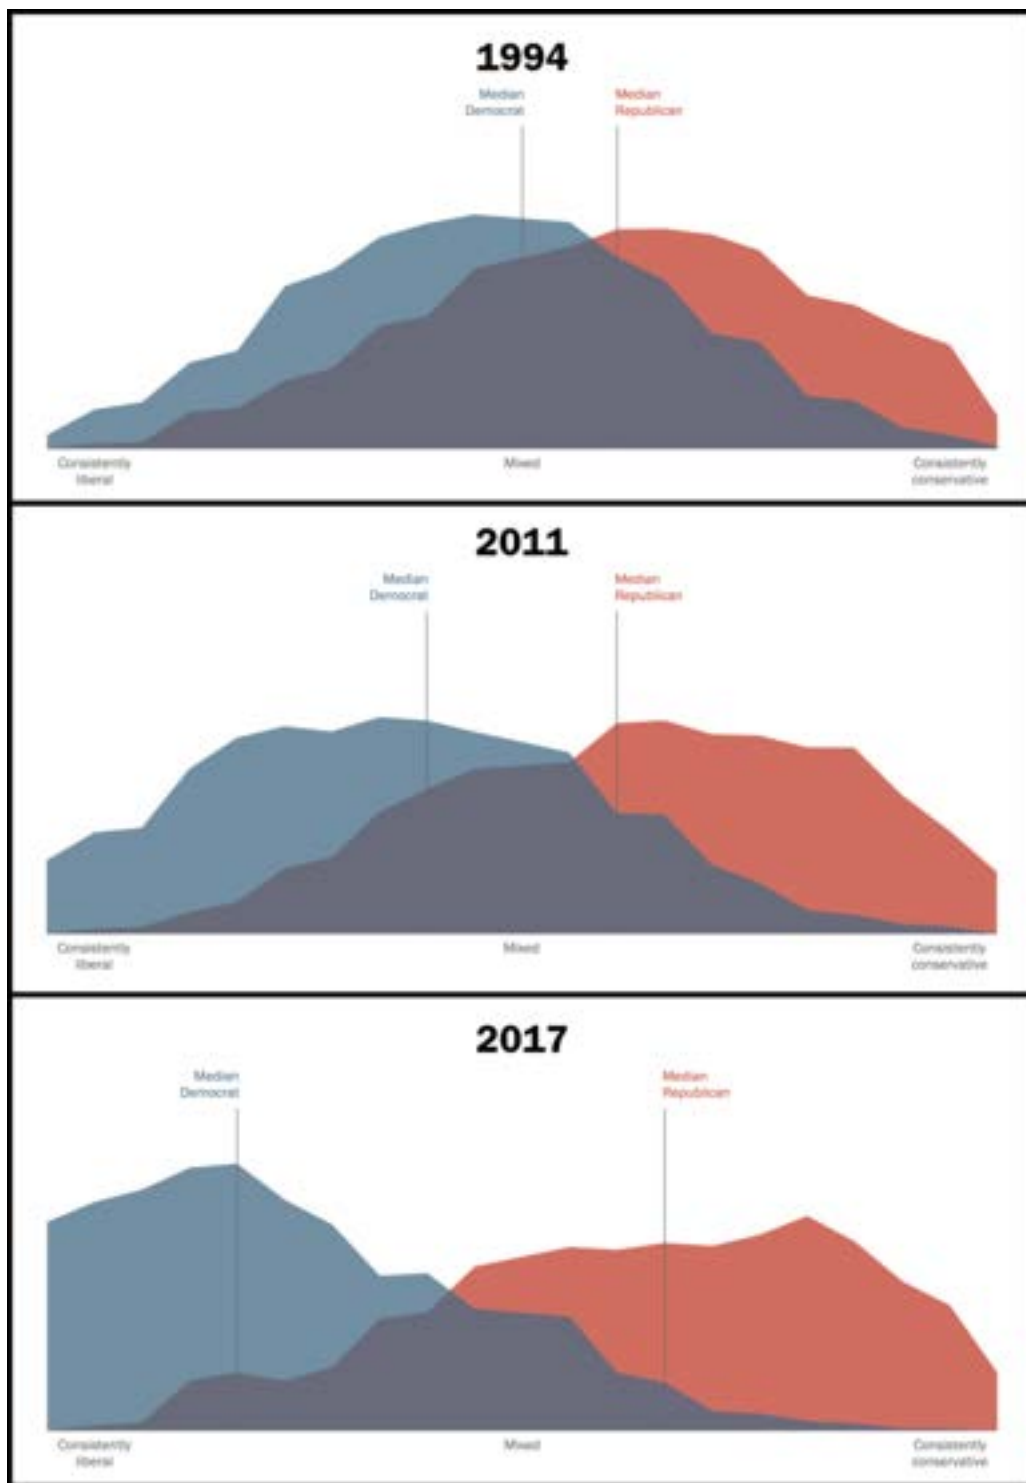 1994
Median Median
Democrat Republican
Consistently Mixed Consistently
liberal conservative
2011
Median Median
Democrat Republican
Consistently Mixed Consistently
liberal conservative
2017
Median Median
Democrat Republican
Consistently Mixed Consistently
liberal conservative